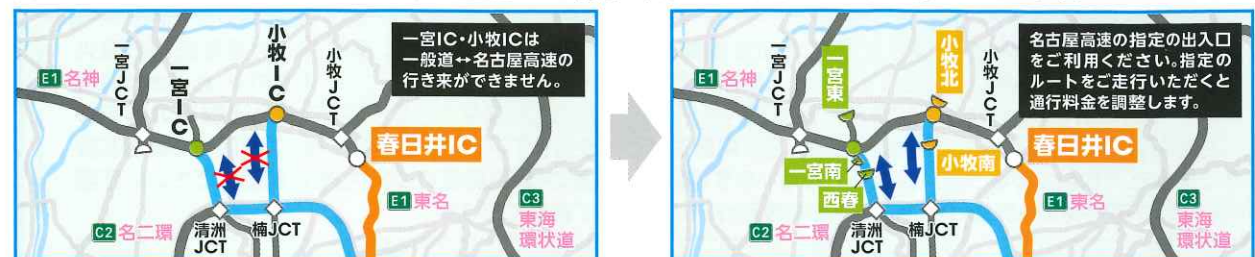 一宮IC・小牧ICは
一般道↔名古屋高速の
行き来ができません。
E1 名神
一宮JCT
一宮IC
小牧IC
小牧JCT
春日井IC
E1 東名
C2 名二環
清洲
JCT
楠JCT
C3
東海
環状道
名古屋高速の指定の出入口
をご利用ください。指定の
ルートをご走行いただくと
通行料金を調整します。
E1 名神
一宮JCT
一宮東
小牧北
小牧JCT
春日井IC
一宮南
西春
小牧南
E1 東名
C2 名二環
清洲
JCT
楠JCT
C3
東海
環状道